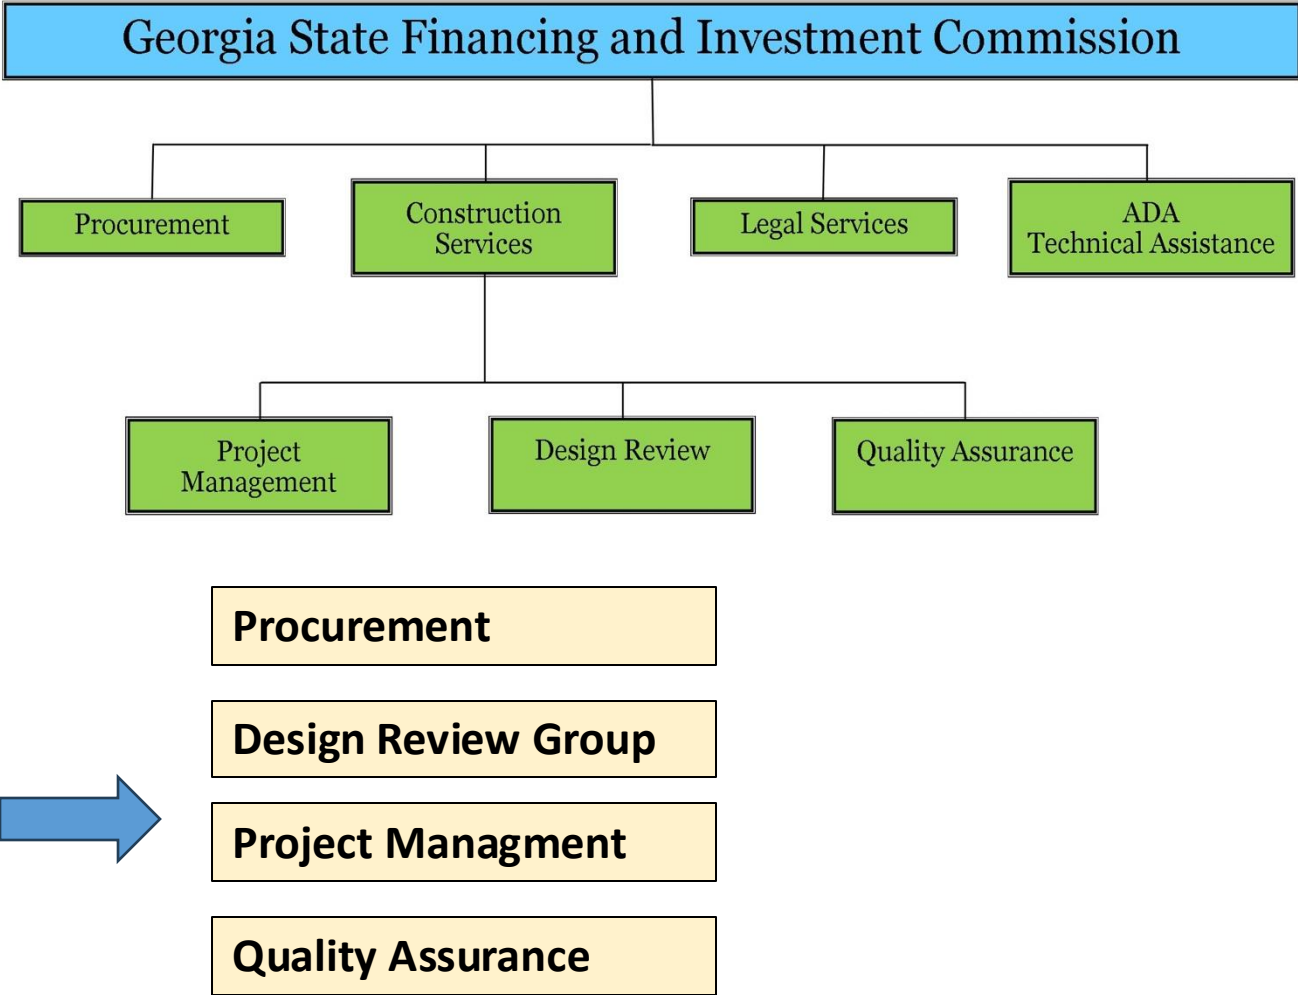 Georgia State Financing and Investment Commission
Procurement
Construction
Services
Legal Services
ADA
Technical Assistance
Project
Management
Design Review
Quality Assurance
Procurement
Design Review Group
Project Managment
Quality Assurance